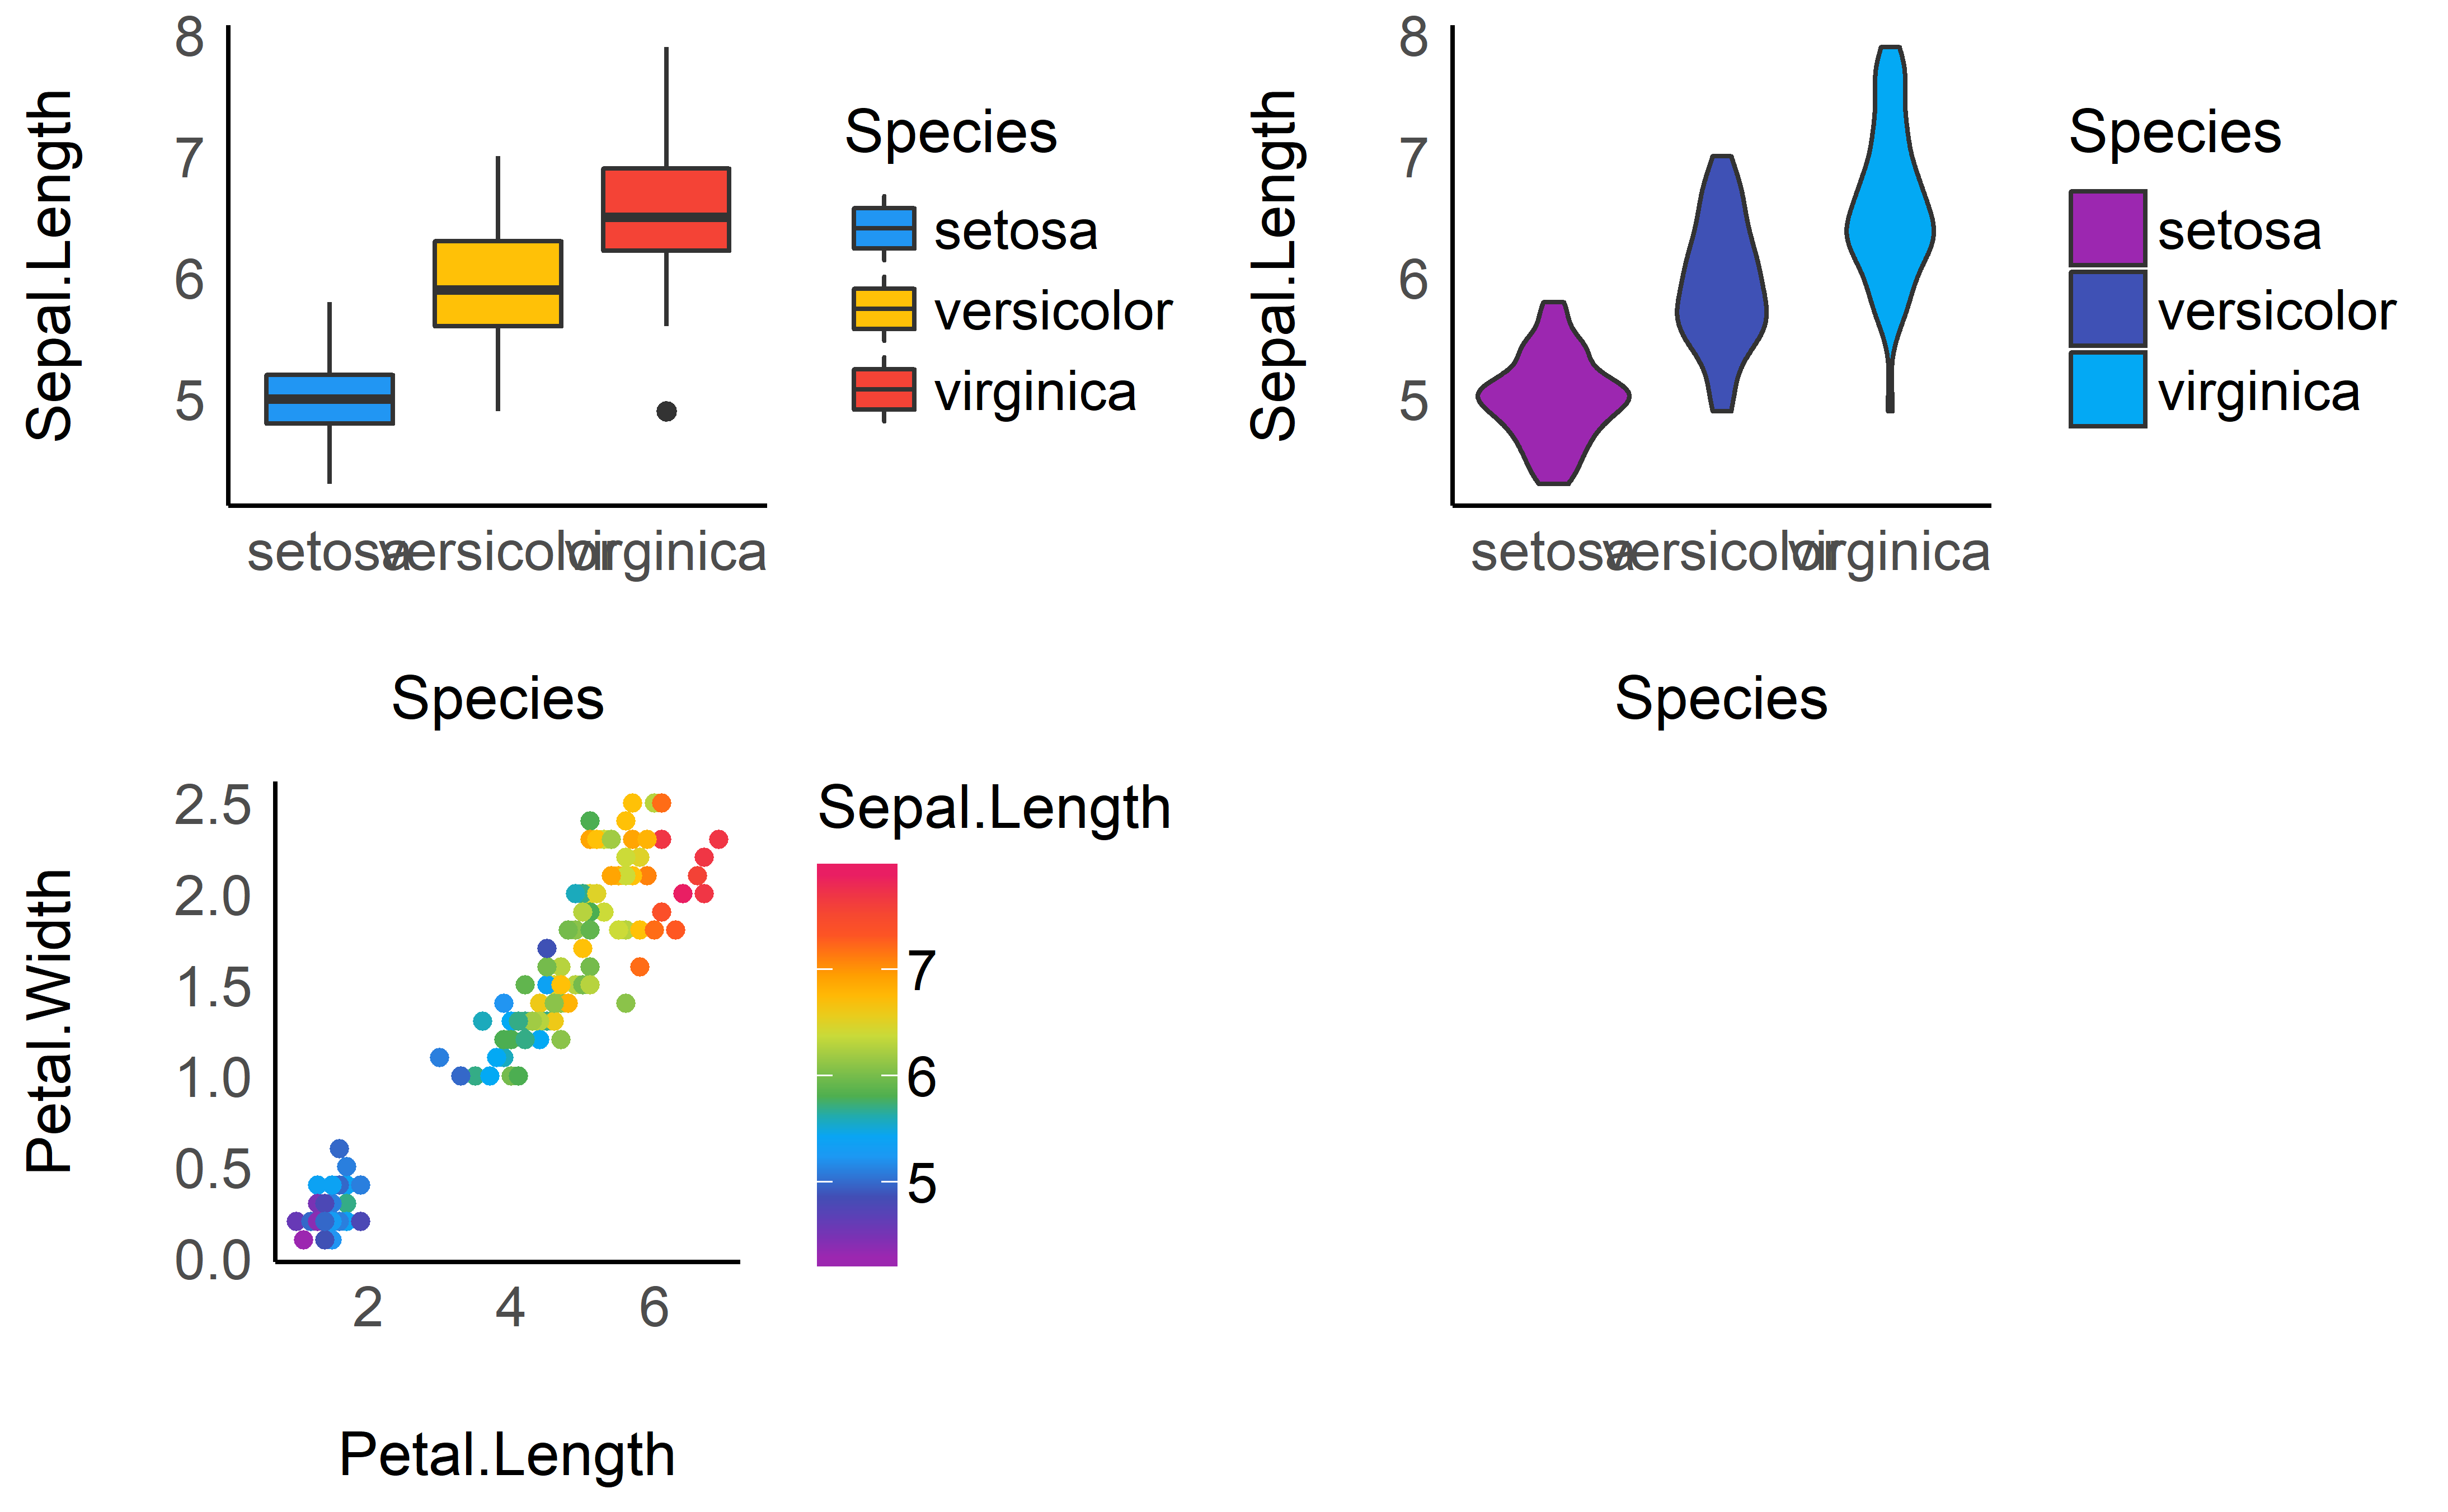 Sepal.Length
8
7
6
5
setosa
versicolor
virginica
Species
Species
setosa
versicolor
virginica
Sepal.Length
8
7
6
5
setosa
versicolor
virginica
Species
Species
setosa
versicolor
virginica
Petal.Width
2.5
2.0
1.5
1.0
0.5
0.0
2 4 6
Petal.Length
Sepal.Length
7
6
5